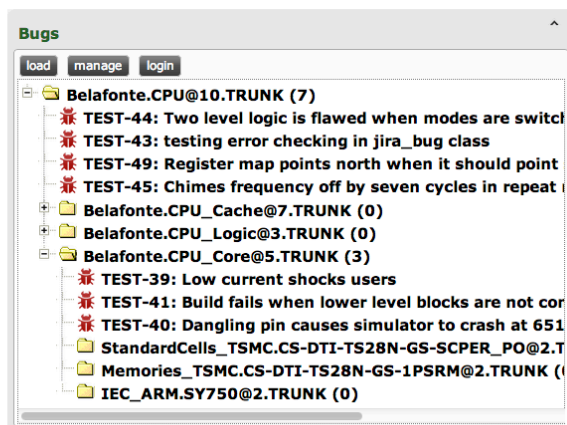 Bugs
load manage login
Belafonte.CPU@10.TRUNK (7)
TEST-44: Two level logic is flawed when modes are switch
TEST-43: testing error checking in jira_bug class
TEST-49: Register map points north when it should point
TEST-45: Chimes frequency off by seven cycles in repeat
Belafonte.CPU_Cache@7.TRUNK (0)
Belafonte.CPU_Logic@3.TRUNK (0)
Belafonte.CPU_Core@5.TRUNK (3)
TEST-39: Low current shocks users
TEST-41: Build fails when lower level blocks are not cor
TEST-40: Dangling pin causes simulator to crash at 651
StandardCells_TSMC.CS-DTI-TS28N-GS-SCPER_PO@2.T
Memories_TSMC.CS-DTI-TS28N-GS-1PSRM@2.TRUNK (
IEC_ARM.SY750@2.TRUNK (0)